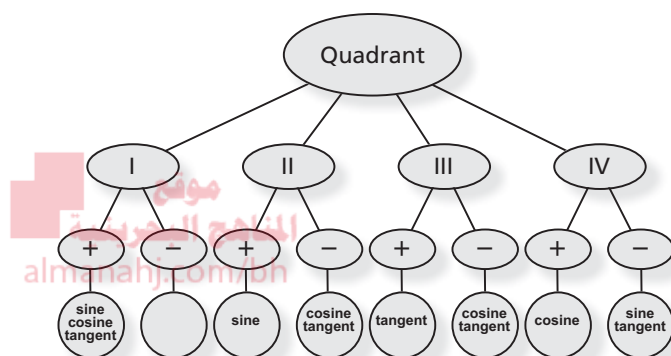 Quadrant
I II III IV
موقع
المناهج البحرينية
+ − + − + − + −
almanahj.com/bh
sine
cosine
tangent
sine
cosine
tangent
tangent
cosine
tangent
cosine
sine
tangent